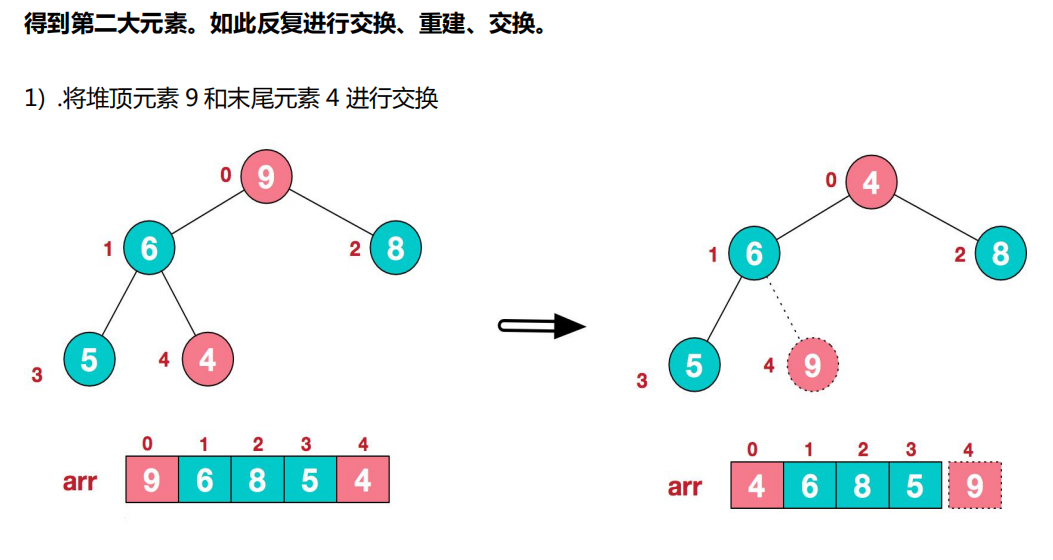 得到第二大元素。如此反复进行交换、重建、交换。
1）.将堆顶元素 9 和末尾元素 4 进行交换
0 9
1 6 2 8
3 5 4 4
0 1 2 3 4
arr 9 6 8 5 4
0 4
1 6 2 8
3 5 4 9
0 1 2 3 4
arr 4 6 8 5 9